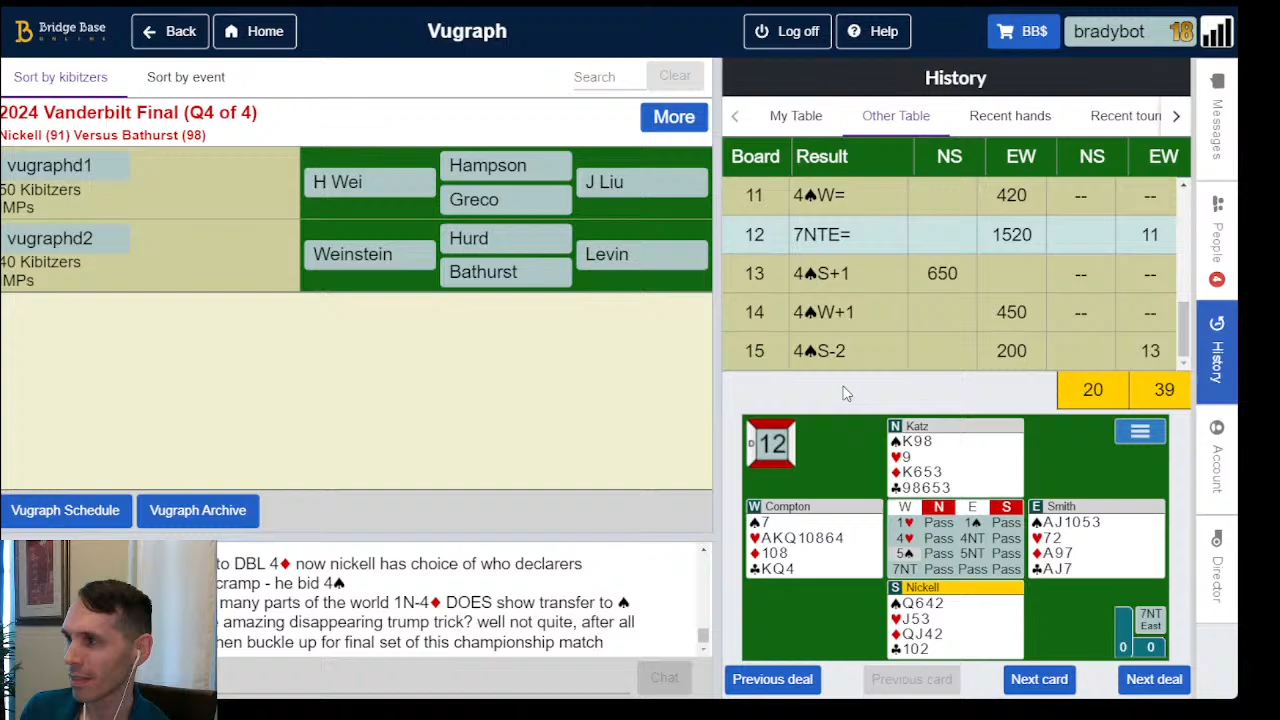 Bridge Base
ONLINE
Back
Home
Vugraph
Log off
Help
BB$
bradybot
18
Sort by kibitzers
Sort by event
Search
Clear
2024 Vanderbilt Final (Q4 of 4)
Nickell (91) Versus Bathurst (98)
More
vugraphd1
50 Kibitzers
MPs
H Wei
Hampson
Greco
J Liu
vugraphd2
40 Kibitzers
MPs
Weinstein
Hurd
Bathurst
Levin
Vugraph Schedule
Vugraph Archive
to DBL 4♦ now nickell has choice of who declarers
cramp - he bid 4♠
many parts of the world 1N-4♦ DOES show transfer to ♠
amazing disappearing trump trick? well not quite, after all
hen buckle up for final set of this championship match
Chat
History
My Table
Other Table
Recent hands
Recent tourn
Board Result NS EW NS EW
11 4♠W= 420 --  --
12 7NTE= 1520 11
13 4♠S+1 650 -- --
14 4♠W+1 450 -- --
15 4♠S-2 200 13
20 39
D 12
N Katz
♠K98
♥9
♦K653
♣98653
W Compton
♠7
♥AKQ10864
♦108
♣KQ4
W N E S
1♥ Pass 1♠ Pass
4♥ Pass 4NT Pass
5♠ Pass 5NT Pass
7NT Pass Pass Pass
E Smith
♠AJ1053
♥72
♦A97
♣AJ7
S Nickell
♠Q642
♥J53
♦QJ42
♣102
7NT
East
0 0
Previous deal
Previous card
Next card
Next deal
Messages
People
4
History
Account
Director